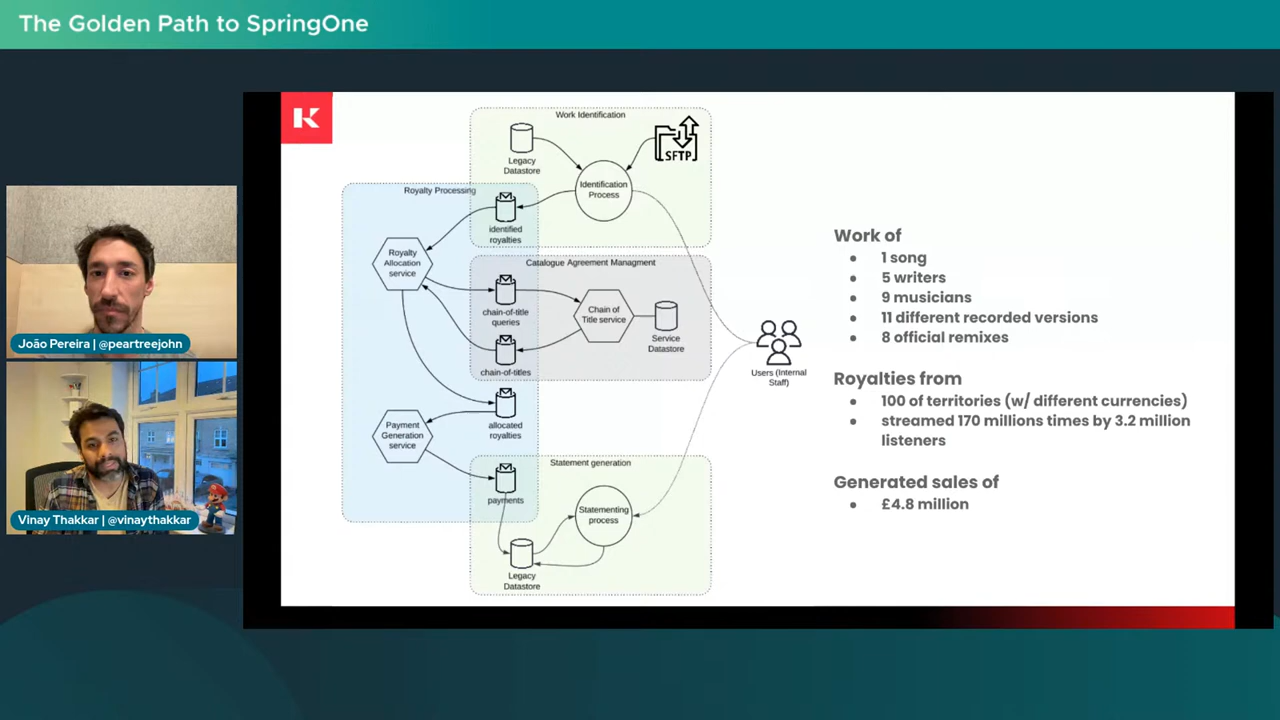 The Golden Path to SpringOne
K
Work Identification
Legacy
Datastore
SFTP
Identification
Process
Royalty Processing
identified
royalties
Royalty
Allocation
service
Catalogue Agreement Managment
chain-of-title
queries
Chain of
Title service
Service
Datastore
chain-of-titles
Users (Internal
Staff)
allocated
royalties
Payment
Generation
service
Statement generation
payments
Statementing
process
Legacy
Datastore
Work of
• 1 song
• 5 writers
• 9 musicians
• 11 different recorded versions
• 8 official remixes
Royalties from
• 100 of territories (w/ different currencies)
• streamed 170 millions times by 3.2 million
listeners
Generated sales of
• £4.8 million
João Pereira | @peartreejohn
Vinay Thakkar | @vinaythakkar